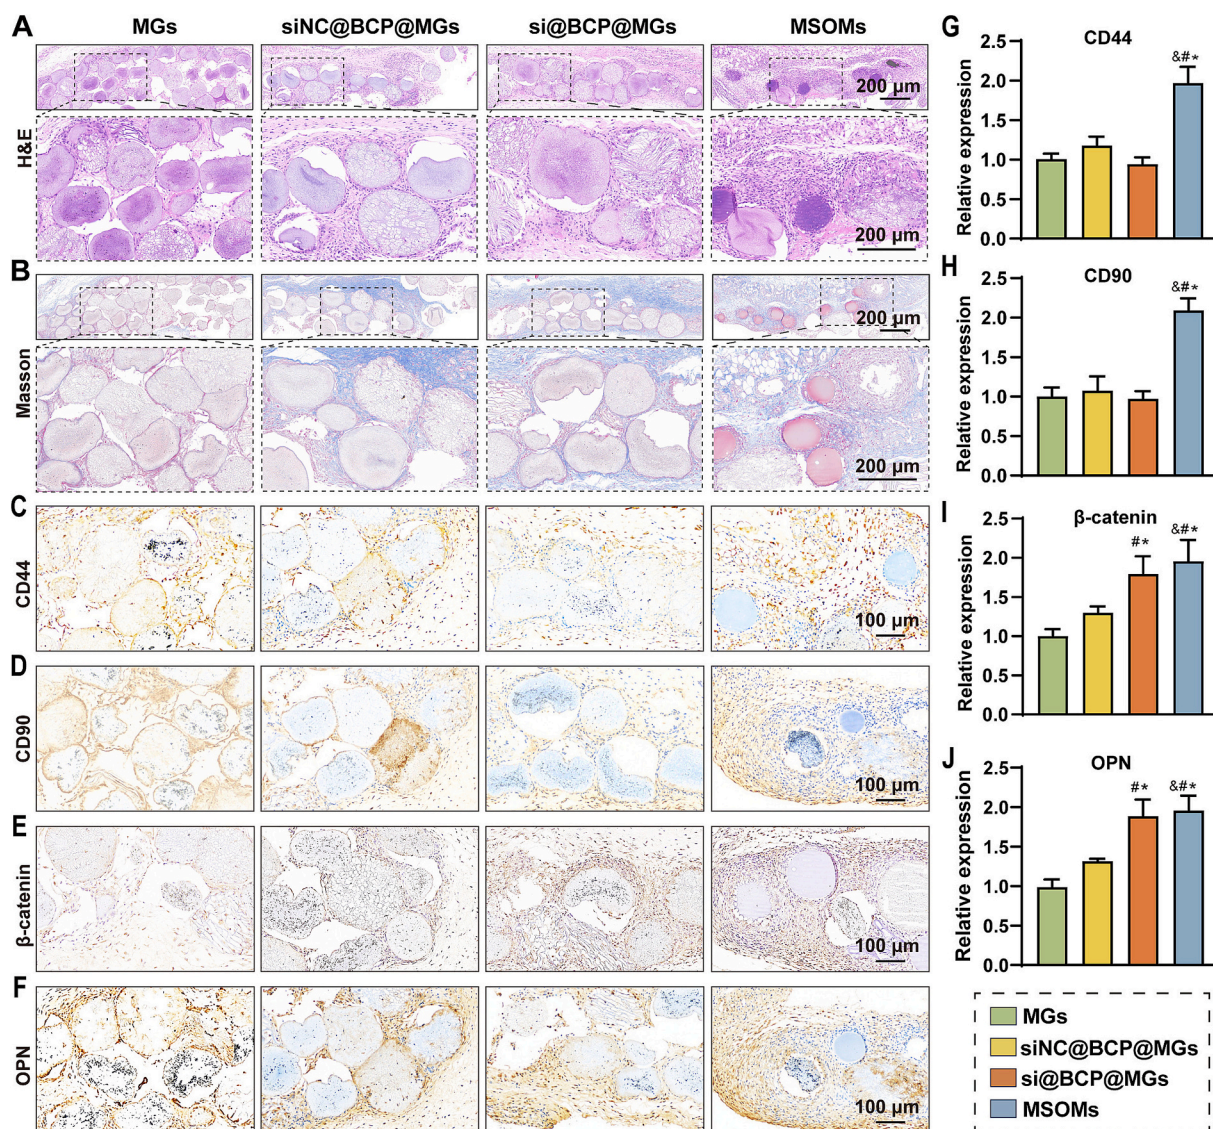 A
MGs
siNC@BCP@MGs
si@BCP@MGs
MSOMs
H&E
200 µm
200 µm
B
Masson
200 µm
200 µm
C
CD44
100 µm
D
CD90
100 µm
E
β-catenin
100 µm
F
OPN
100 µm
G
CD44
Relative expression
2.5
2.0
1.5
1.0
0.5
0.0
&#*
H
CD90
Relative expression
2.5
2.0
1.5
1.0
0.5
0.0
&#*
I
β-catenin
Relative expression
2.5
2.0
1.5
1.0
0.5
0.0
#*
&#*
J
OPN
Relative expression
2.5
2.0
1.5
1.0
0.5
0.0
#*
&#*
MGs
siNC@BCP@MGs
si@BCP@MGs
MSOMs